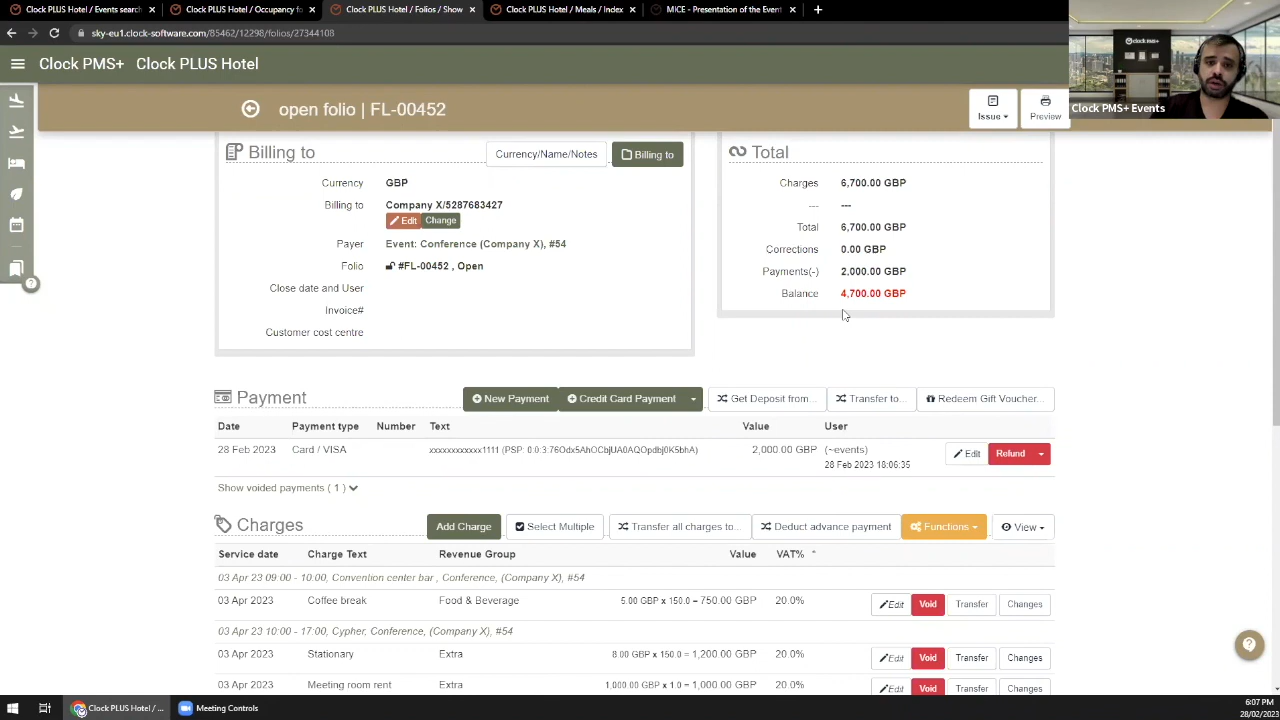 Clock PLUS Hotel / Events search
Clock PLUS Hotel / Occupancy fo
Clock PLUS Hotel / Folios / Show
Clock PLUS Hotel / Meals / Index
MICE - Presentation of the Event
sky-eu1.clock-software.com/85462/12298/folios/27344108
Clock PMS+ Clock PLUS Hotel
clock PMS+
Clock PMS+ Events
open folio | FL-00452
Issue
Preview
Billing to
Currency/Name/Notes
Billing to
Currency GBP
Billing to Company X/5287683427
Edit Change
Payer Event: Conference (Company X), #54
Folio #FL-00452 , Open
Close date and User
Invoice#
Customer cost centre
Total
Charges 6,700.00 GBP
--- ---
Total 6,700.00 GBP
Corrections 0.00 GBP
Payments(-) 2,000.00 GBP
Balance 4,700.00 GBP
Payment New Payment Credit Card Payment Get Deposit from... Transfer to... Redeem Gift Voucher...
Date Payment type Number Text Value User
28 Feb 2023 Card / VISA xxxxxxxxxxxx1111 (PSP: 0:0:3:76Odx5AhOCbjUA0AQOpdbj0K5bhA) 2,000.00 GBP (~events) Edit Refund
28 Feb 2023 18:06:35
Show voided payments ( 1 )
Charges Add Charge Select Multiple Transfer all charges to... Deduct advance payment Functions View
Service date Charge Text Revenue Group Value VAT%
03 Apr 23 09:00 - 10:00, Convention center bar , Conference, (Company X), #54
03 Apr 2023 Coffee break Food & Beverage 5.00 GBP x 150.0 = 750.00 GBP 20.0% Edit Void Transfer Changes
03 Apr 23 10:00 - 17:00, Cypher, Conference, (Company X), #54
03 Apr 2023 Stationary Extra 8.00 GBP x 150.0 = 1,200.00 GBP 20.0% Edit Void Transfer Changes
03 Apr 2023 Meeting room rent Extra 1,000.00 GBP x 1.0 = 1,000.00 GBP 20.0% Edit Void Transfer Changes
Clock PLUS Hotel / ...
Meeting Controls
6:07 PM
28/02/2023